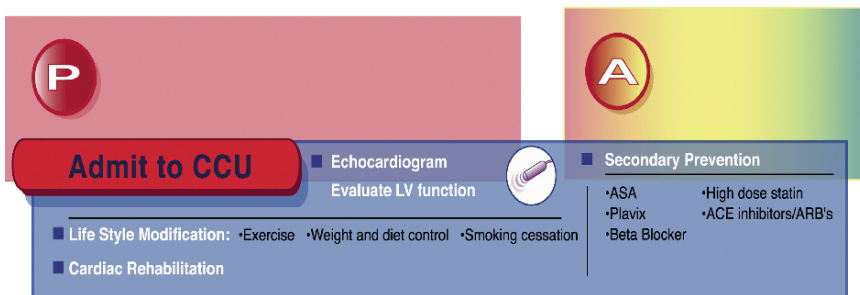 P
A
Admit to CCU
■ Echocardiogram
Evaluate LV function
■ Life Style Modification: •Exercise •Weight and diet control •Smoking cessation
■ Cardiac Rehabilitation
■ Secondary Prevention
•ASA •High dose statin
•Plavix •ACE inhibitors/ARB's
•Beta Blocker